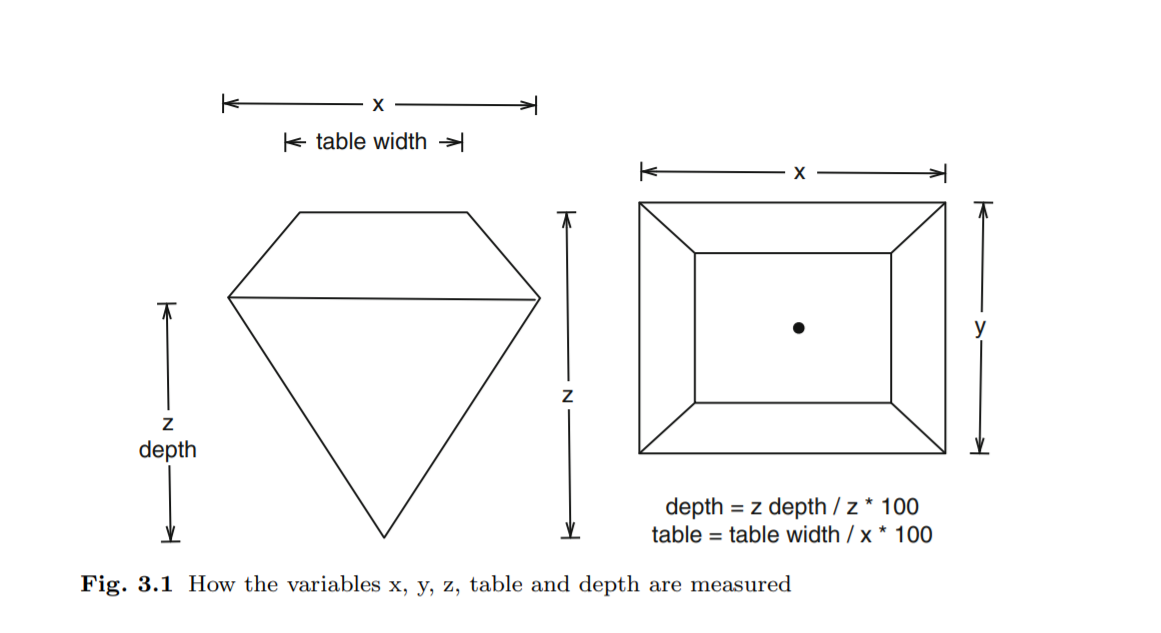 x
table width
x
z
depth
z
y
depth = z depth / z * 100
table = table width / x * 100
Fig. 3.1 How the variables x, y, z, table and depth are measured